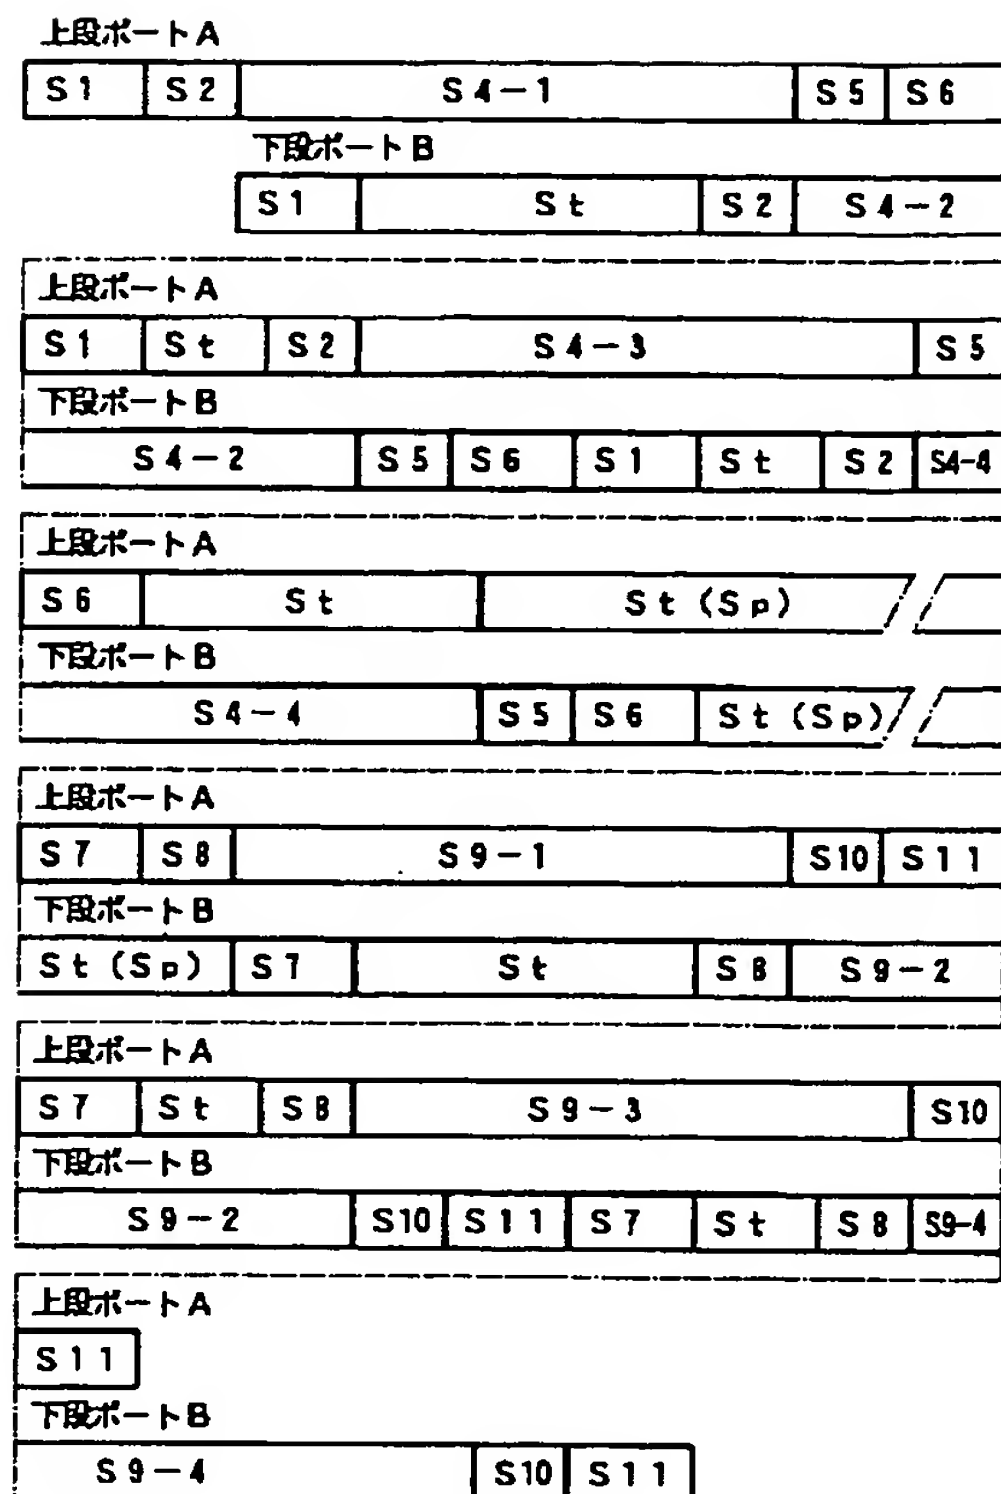 上段ポートA
S1 S2 S4-1 S5 S6
下段ポートB
S1 St S2 S4-2
上段ポートA
S1 St S2 S4-3 S5
下段ポートB
S4-2 S5 S6 S1 St S2 S4-4
上段ポートA
S6 St St(Sp)
下段ポートB
S4-4 S5 S6 St(Sp)
上段ポートA
S7 S8 S9-1 S10 S11
下段ポートB
St(Sp) S7 St S8 S9-2
上段ポートA
S7 St S8 S9-3 S10
下段ポートB
S9-2 S10 S11 S7 St S8 S9-4
上段ポートA
S11
下段ポートB
S9-4 S10 S11